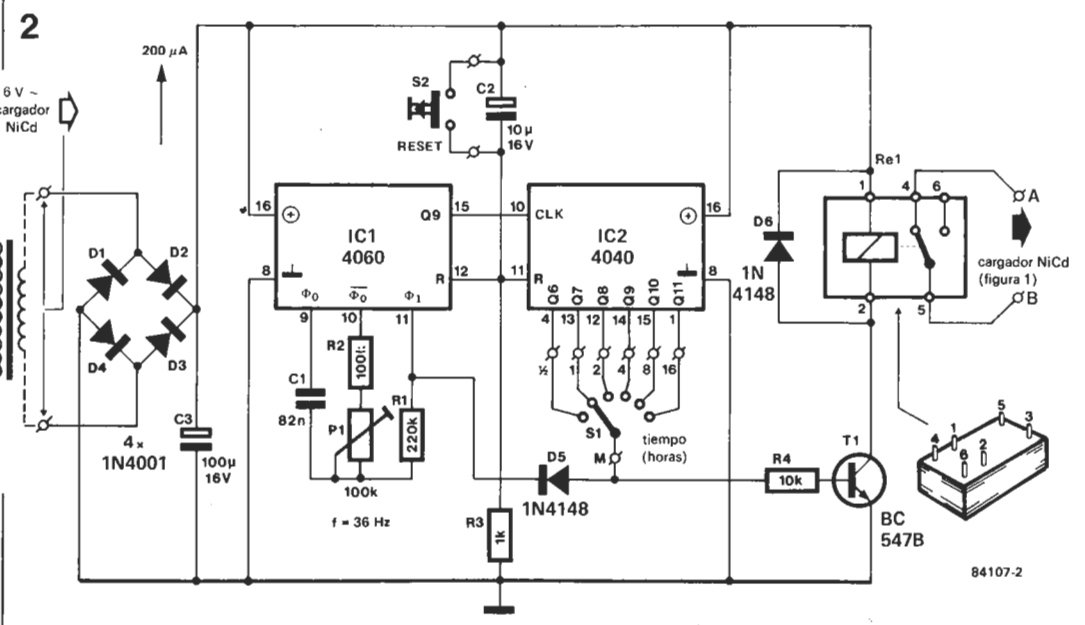 2
200 µA
6 V ~
cargador
NiCd
D1
D2
D4
D3
4 x
1N4001
C3
100µ
16V
S2
RESET
C2
10µ
16V
16
IC1
4060
Q9
15
8
R
12
Φ0
Φ0
Φ1
9
10
11
10
CLK
IC2
4040
16
11
R
8
Q6
Q7
Q8
Q9
Q10
Q11
4
13
12
14
15
1
½
1
2
4
8
16
S1
M
tiempo
(horas)
C1
82n
R2
100k
P1
100k
R1
220k
f = 36 Hz
R3
1k
D5
1N4148
R4
10k
T1
BC
547B
D6
1N
4148
Re1
1
4
6
2
5
A
cargador NiCd
(figura 1)
B
5
3
1
2
4
6
84107-2